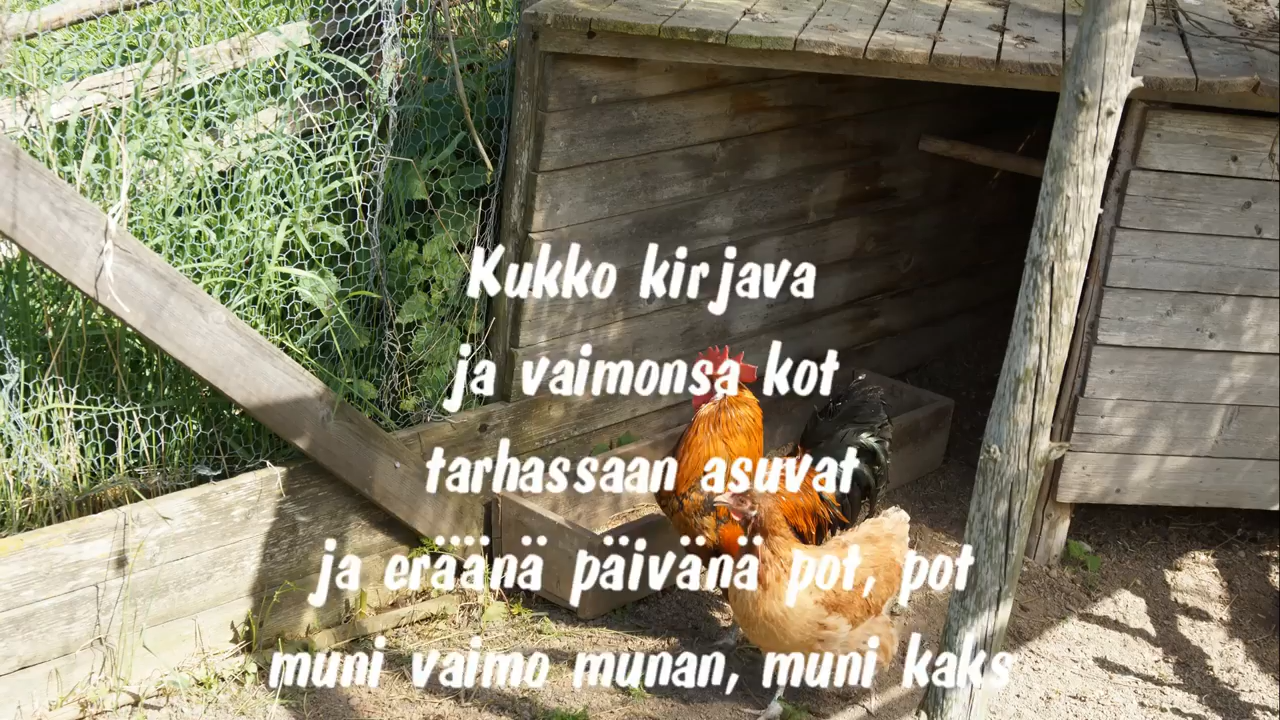 Kukko kirjava
ja vaimonsa kot
tarhassaan asuvat
ja eräänä päivänä pot, pot
muni vaimo munan, muni kaks